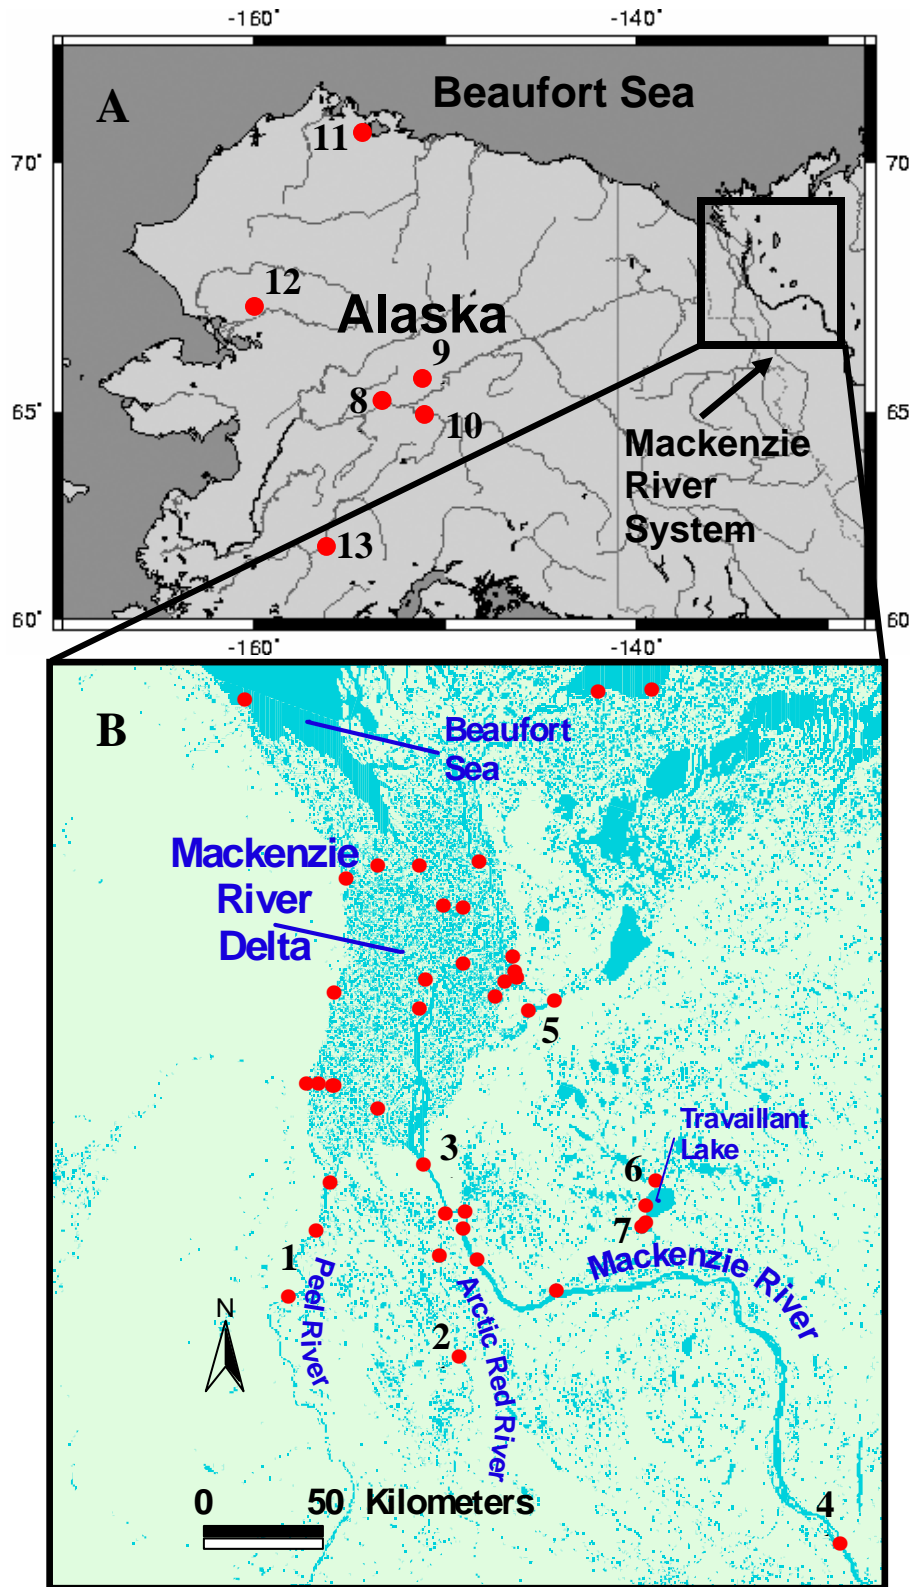 -160°
-140°
A
Beaufort Sea
11
70°
70
12
Alaska
9
8
10
65°
65
Mackenzie
River
System
13
60°
60
-160°
-140°
B
Beaufort
Sea
Mackenzie
River
Delta
5
3
Travaillant
Lake
6
7
1
Mackenzie River
Peel River
N
Arctic Red River
2
0 50 Kilometers
4